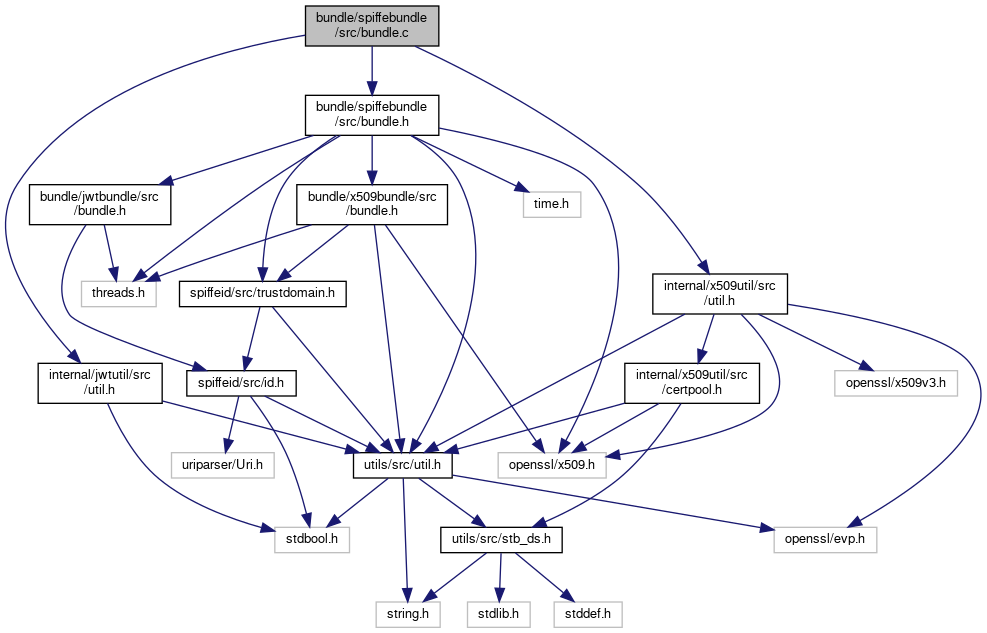 bundle/spiffebundle
/src/bundle.c
bundle/spiffebundle
/src/bundle.h
bundle/jwtbundle/src
/bundle.h
bundle/x509bundle/src
/bundle.h
time.h
threads.h
spiffeid/src/trustdomain.h
internal/x509util/src
/util.h
internal/jwtutil/src
/util.h
spiffeid/src/id.h
internal/x509util/src
/certpool.h
openssl/x509v3.h
uriparser/Uri.h
utils/src/util.h
openssl/x509.h
stdbool.h
utils/src/stb_ds.h
openssl/evp.h
string.h
stdlib.h
stddef.h